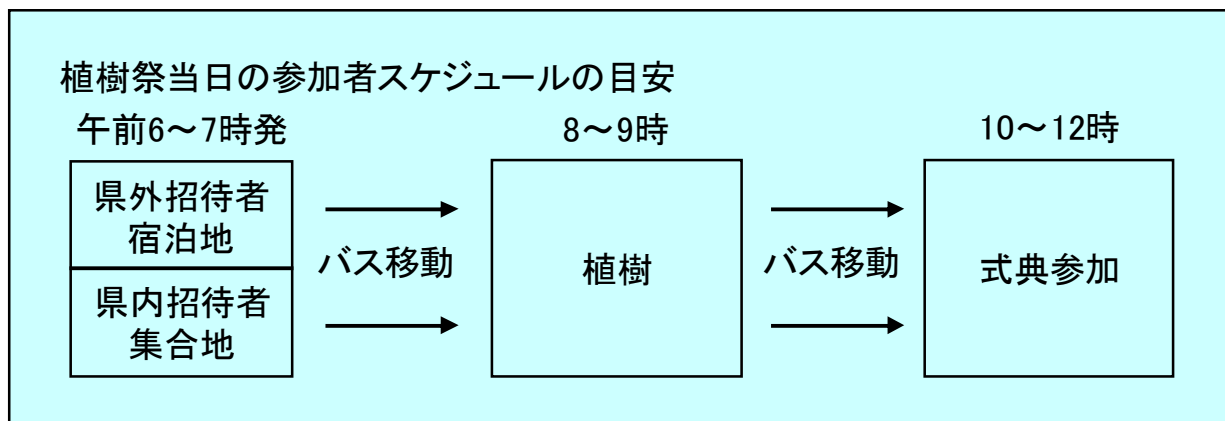 植樹祭当日の参加者スケジュールの目安
午前6～7時発
8～9時
10～12時
県外招待者
宿泊地
県内招待者
集合地
バス移動
植樹
バス移動
式典参加